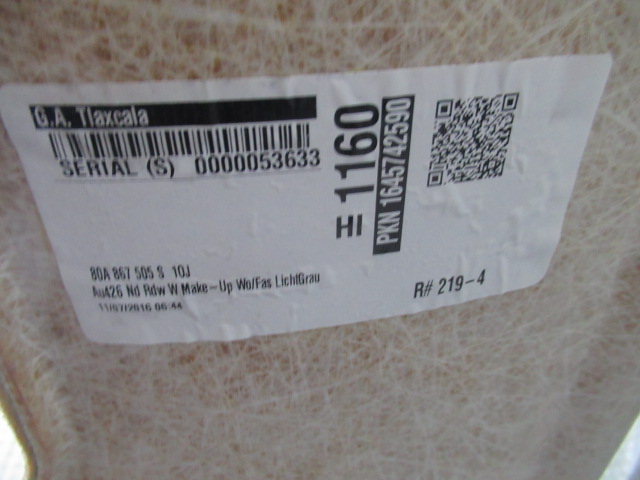 G.A. Tlaxcala
SERIAL (S) 0000053633
HI 1160
PKN 1645742590
80A 867 505 S 10J
Au426 Nd Rdw W Make-Up Wo/Fas LichtGrau
11/07/2016 06:44
R# 219-4